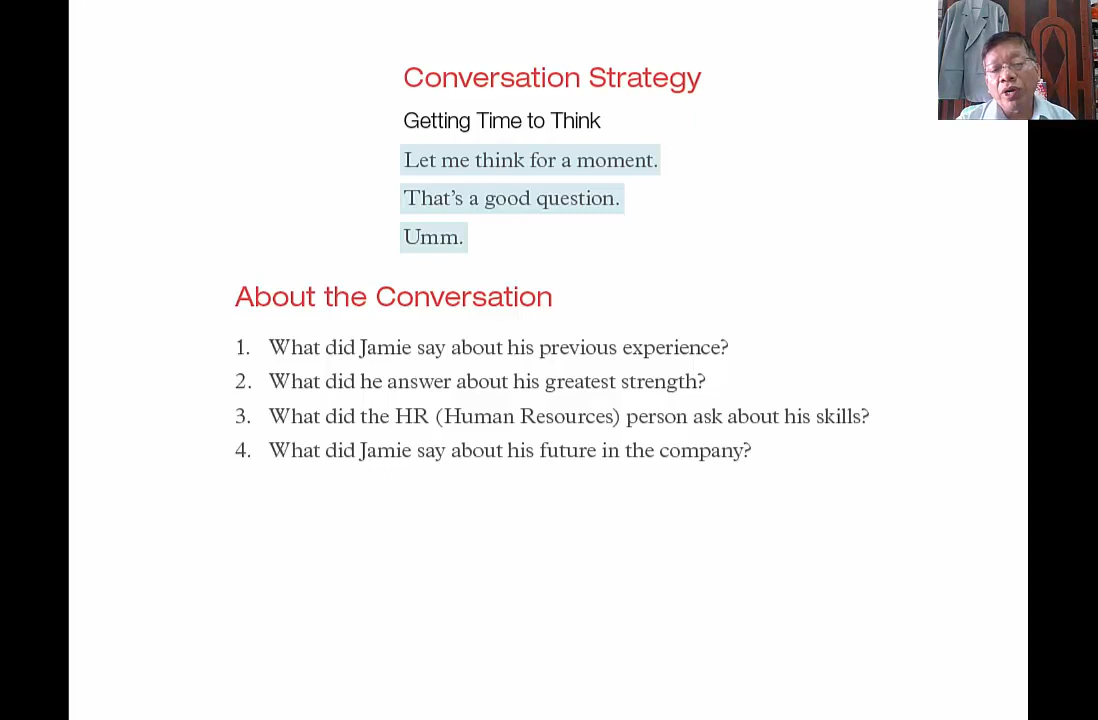 Conversation Strategy
Getting Time to Think
Let me think for a moment.
That's a good question.
Umm.
About the Conversation
1. What did Jamie say about his previous experience?
2. What did he answer about his greatest strength?
3. What did the HR (Human Resources) person ask about his skills?
4. What did Jamie say about his future in the company?